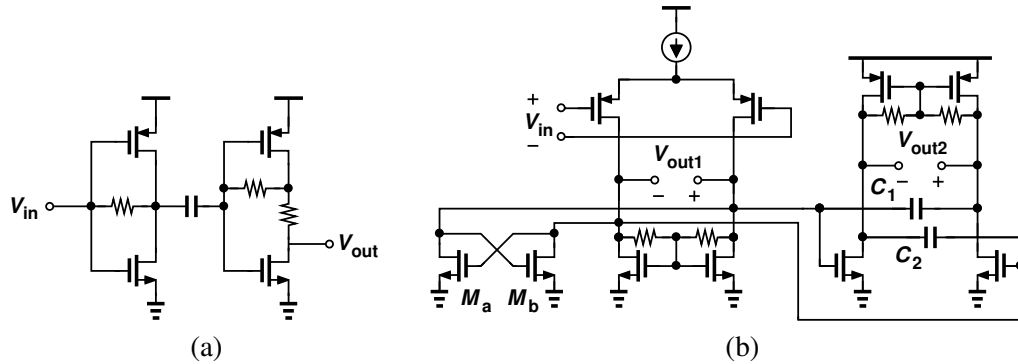 V_in
V_out
(a)
+
V_in
−
V_out1
−
+
V_out2
C_1
−
+
C_2
M_a
M_b
(b)